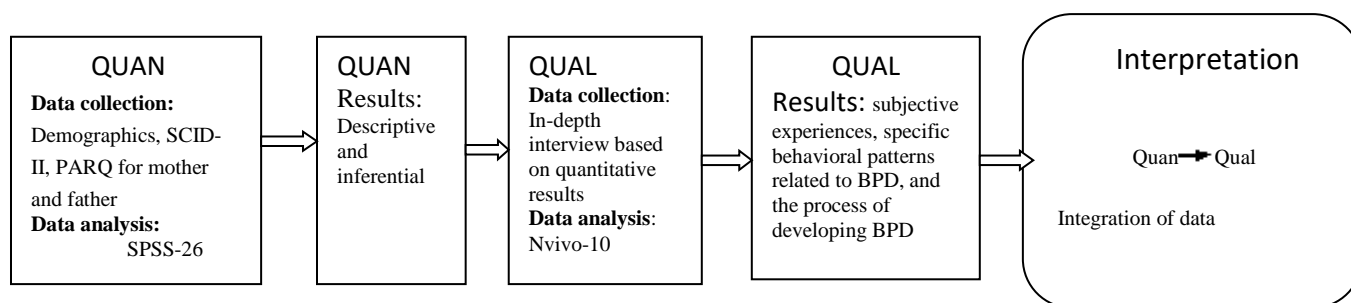 QUAN
Data collection:
Demographics, SCID-
II, PARQ for mother
and father
Data analysis:
SPSS-26
QUAN
Results:
Descriptive
and
inferential
QUAL
Data collection:
In-depth
interview based
on quantitative
results
Data analysis:
Nvivo-10
QUAL
Results: subjective
experiences, specific
behavioral patterns
related to BPD, and
the process of
developing BPD
Interpretation
Quan Qual
Integration of data